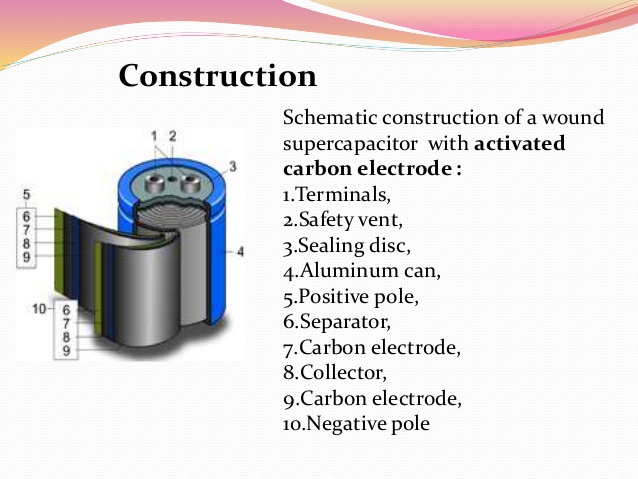 Construction
Schematic construction of a wound
supercapacitor with activated
carbon electrode :
1.Terminals,
2.Safety vent,
3.Sealing disc,
4.Aluminum can,
5.Positive pole,
6.Separator,
7.Carbon electrode,
8.Collector,
9.Carbon electrode,
10.Negative pole
1 2
3
5
6
7
8
9
4
10
6
7
8
9